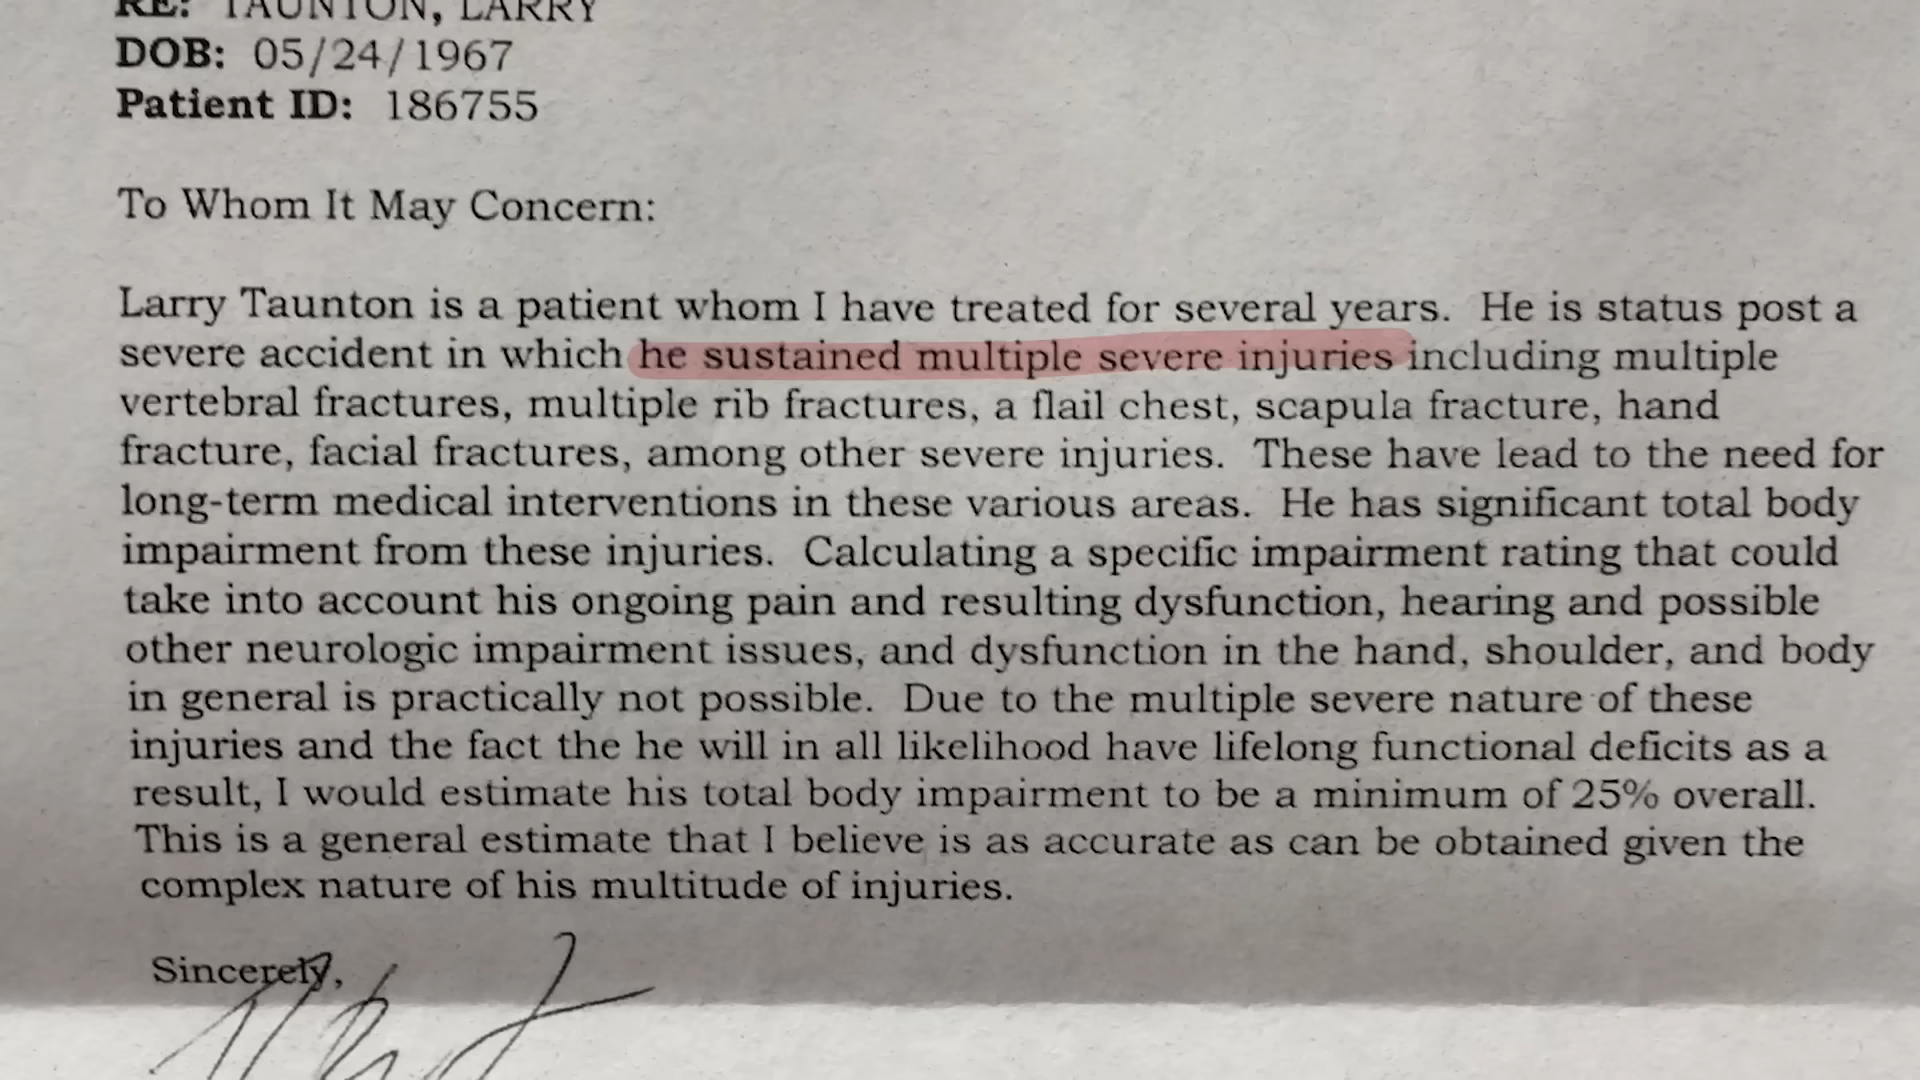 RE: TAUNTON, LARRY
DOB: 05/24/1967
Patient ID: 186755
To Whom It May Concern:
Larry Taunton is a patient whom I have treated for several years. He is status post a
severe accident in which he sustained multiple severe injuries including multiple
vertebral fractures, multiple rib fractures, a flail chest, scapula fracture, hand
fracture, facial fractures, among other severe injuries. These have lead to the need for
long-term medical interventions in these various areas. He has significant total body
impairment from these injuries. Calculating a specific impairment rating that could
take into account his ongoing pain and resulting dysfunction, hearing and possible
other neurologic impairment issues, and dysfunction in the hand, shoulder, and body
in general is practically not possible. Due to the multiple severe nature of these
injuries and the fact the he will in all likelihood have lifelong functional deficits as a
result, I would estimate his total body impairment to be a minimum of 25% overall.
This is a general estimate that I believe is as accurate as can be obtained given the
complex nature of his multitude of injuries.
Sincerely,